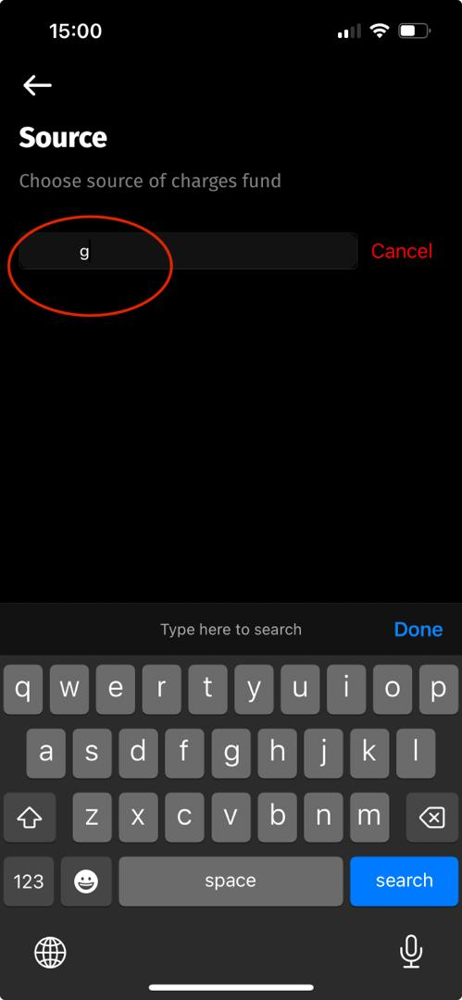 15:00
Source
Choose source of charges fund
g
Cancel
Type here to search
Done
q w e r t y u i o p
a s d f g h j k l
z x c v b n m
123
space
search